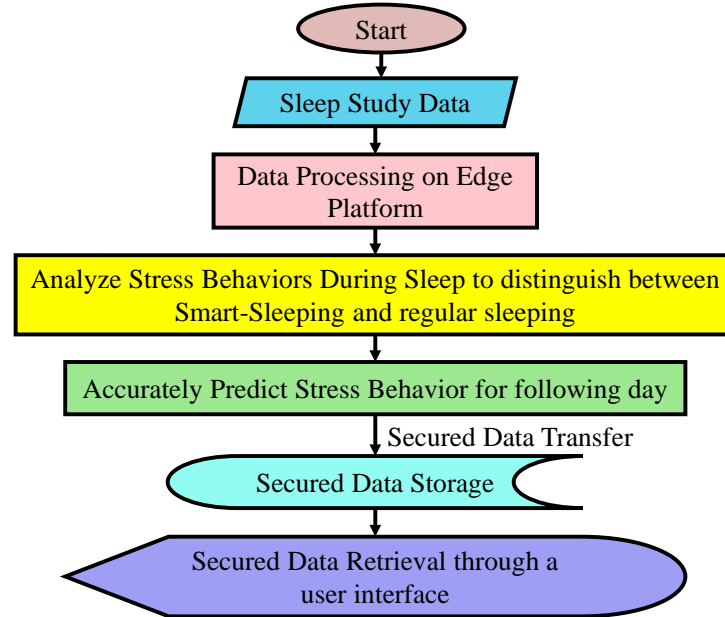 Start
Sleep Study Data
Data Processing on Edge
Platform
Analyze Stress Behaviors During Sleep to distinguish between
Smart-Sleeping and regular sleeping
Accurately Predict Stress Behavior for following day
Secured Data Transfer
Secured Data Storage
Secured Data Retrieval through a
user interface